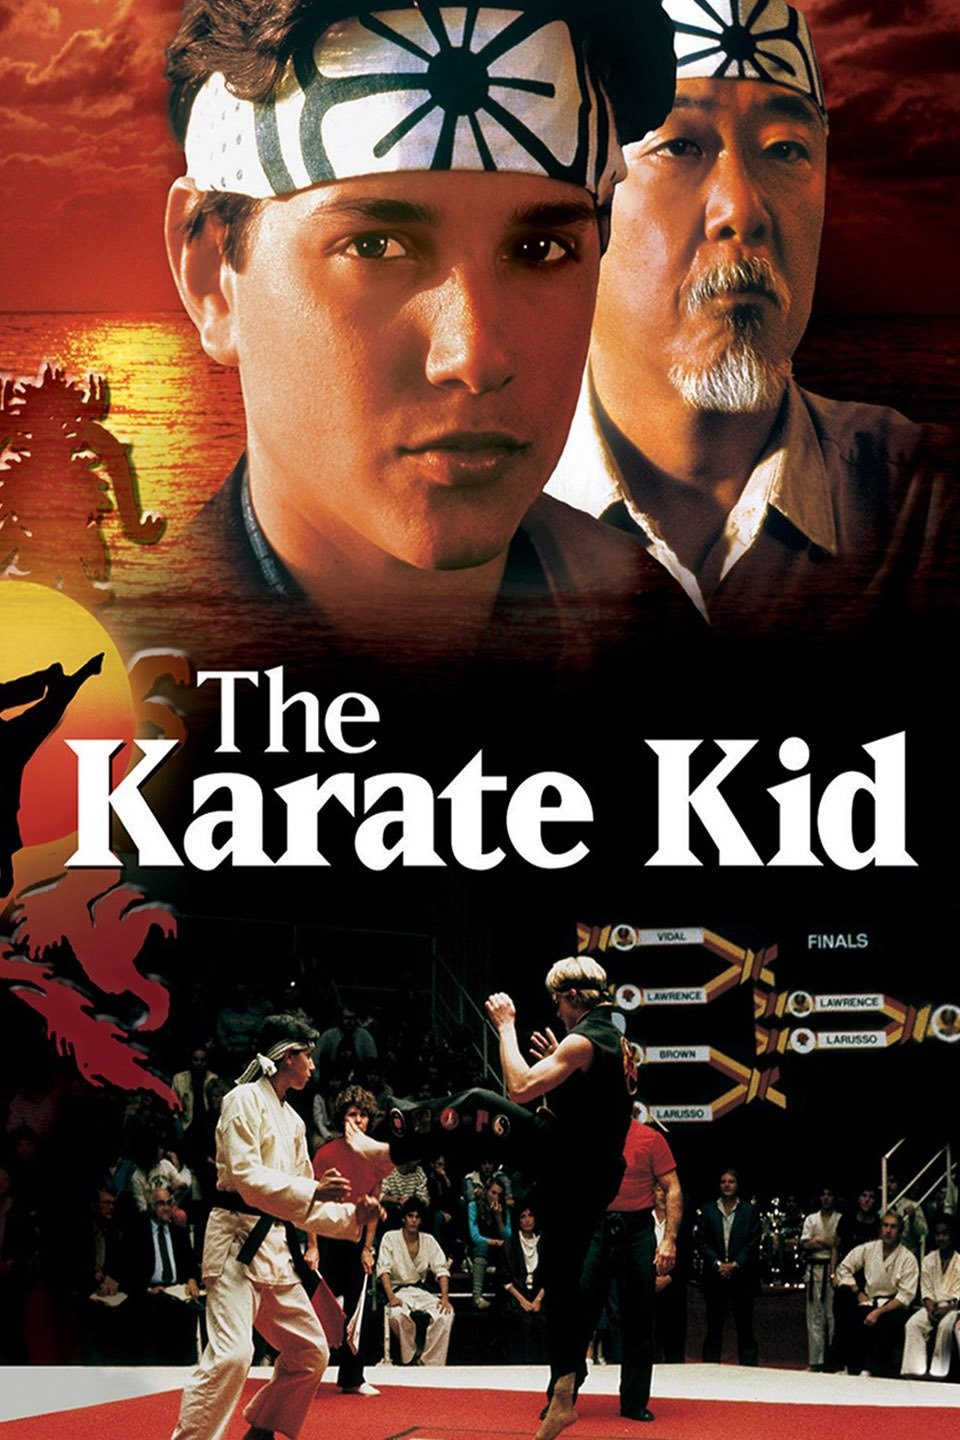 The
Karate Kid
VIDAL
FINALS
LAWRENCE
LAWRENCE
LARUSSO
BROWN
LARUSSO